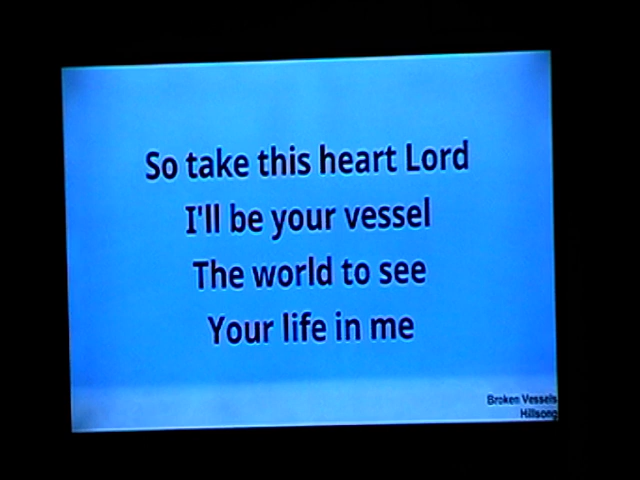 So take this heart Lord
I'll be your vessel
The world to see
Your life in me
Broken Vessels
Hillsong